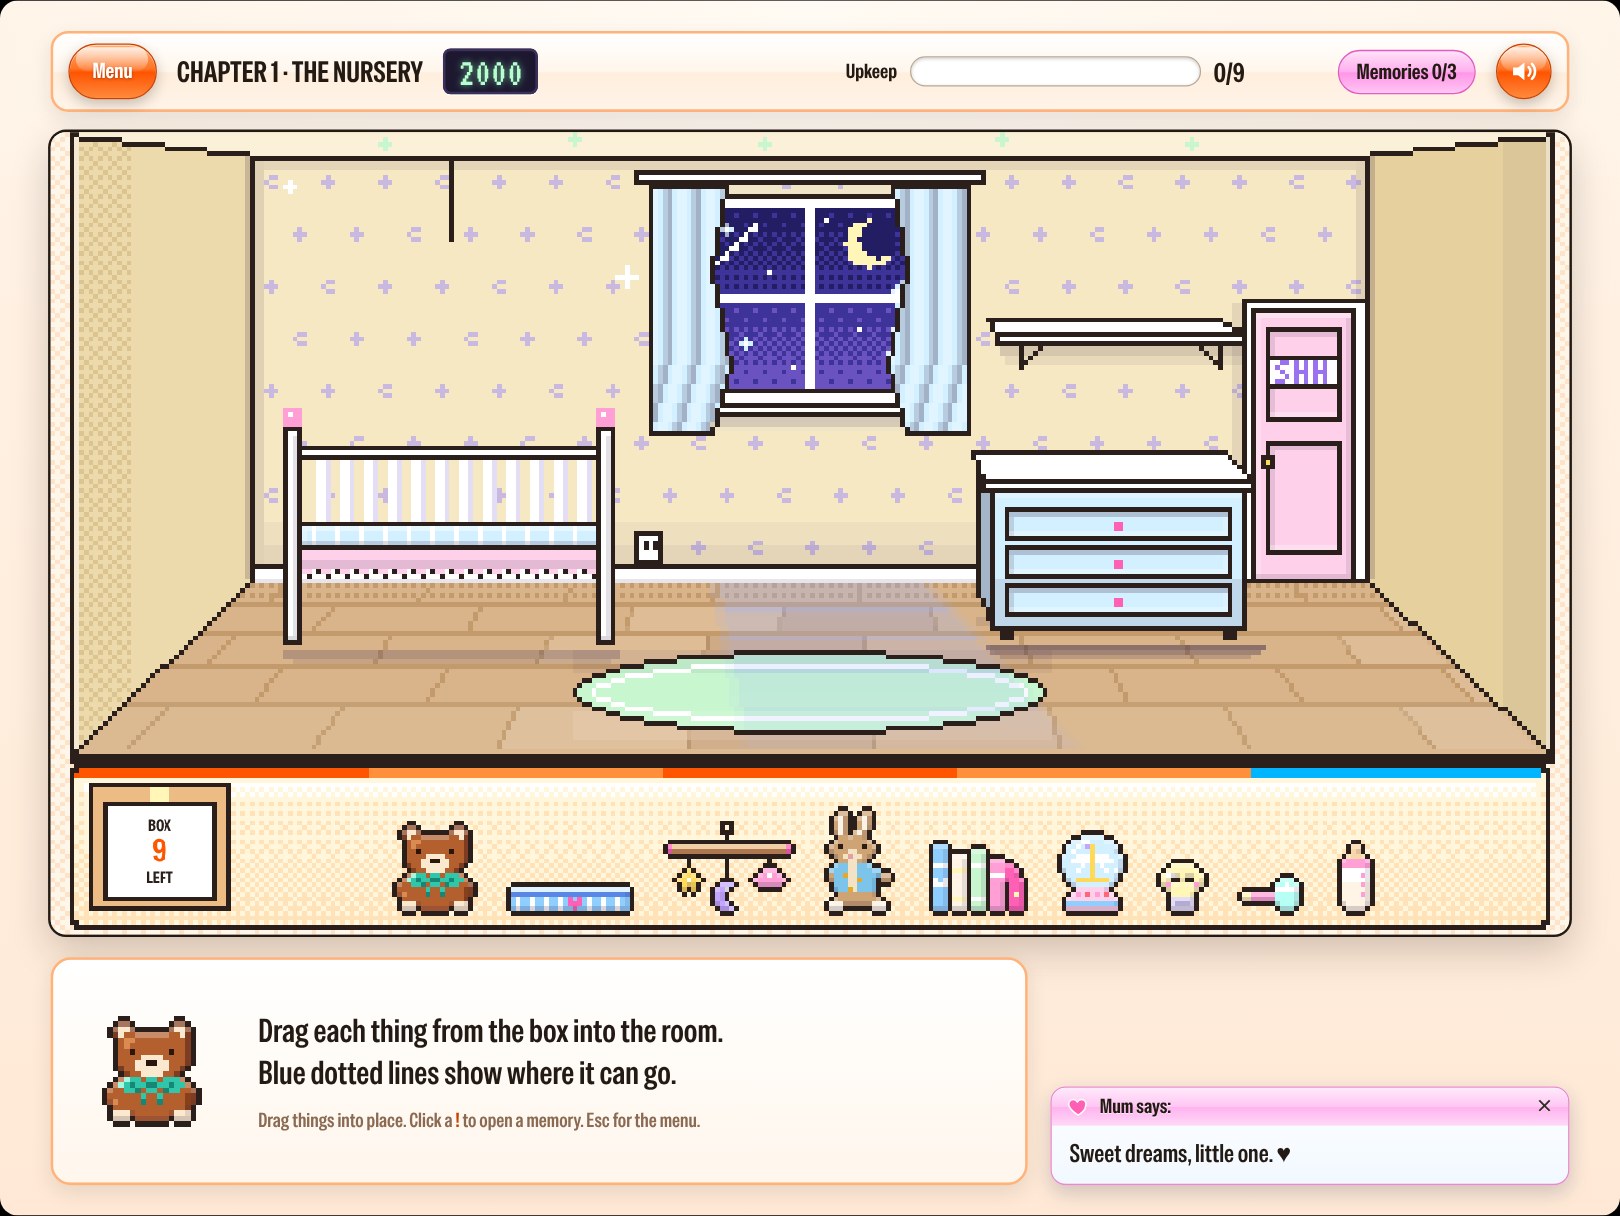 Menu
CHAPTER 1 · THE NURSERY
2000
Upkeep
0/9
Memories 0/3
SHH
BOX
9
LEFT
Drag each thing from the box into the room.
Blue dotted lines show where it can go.
Drag things into place. Click a ! to open a memory. Esc for the menu.
Mum says:
Sweet dreams, little one. ♥